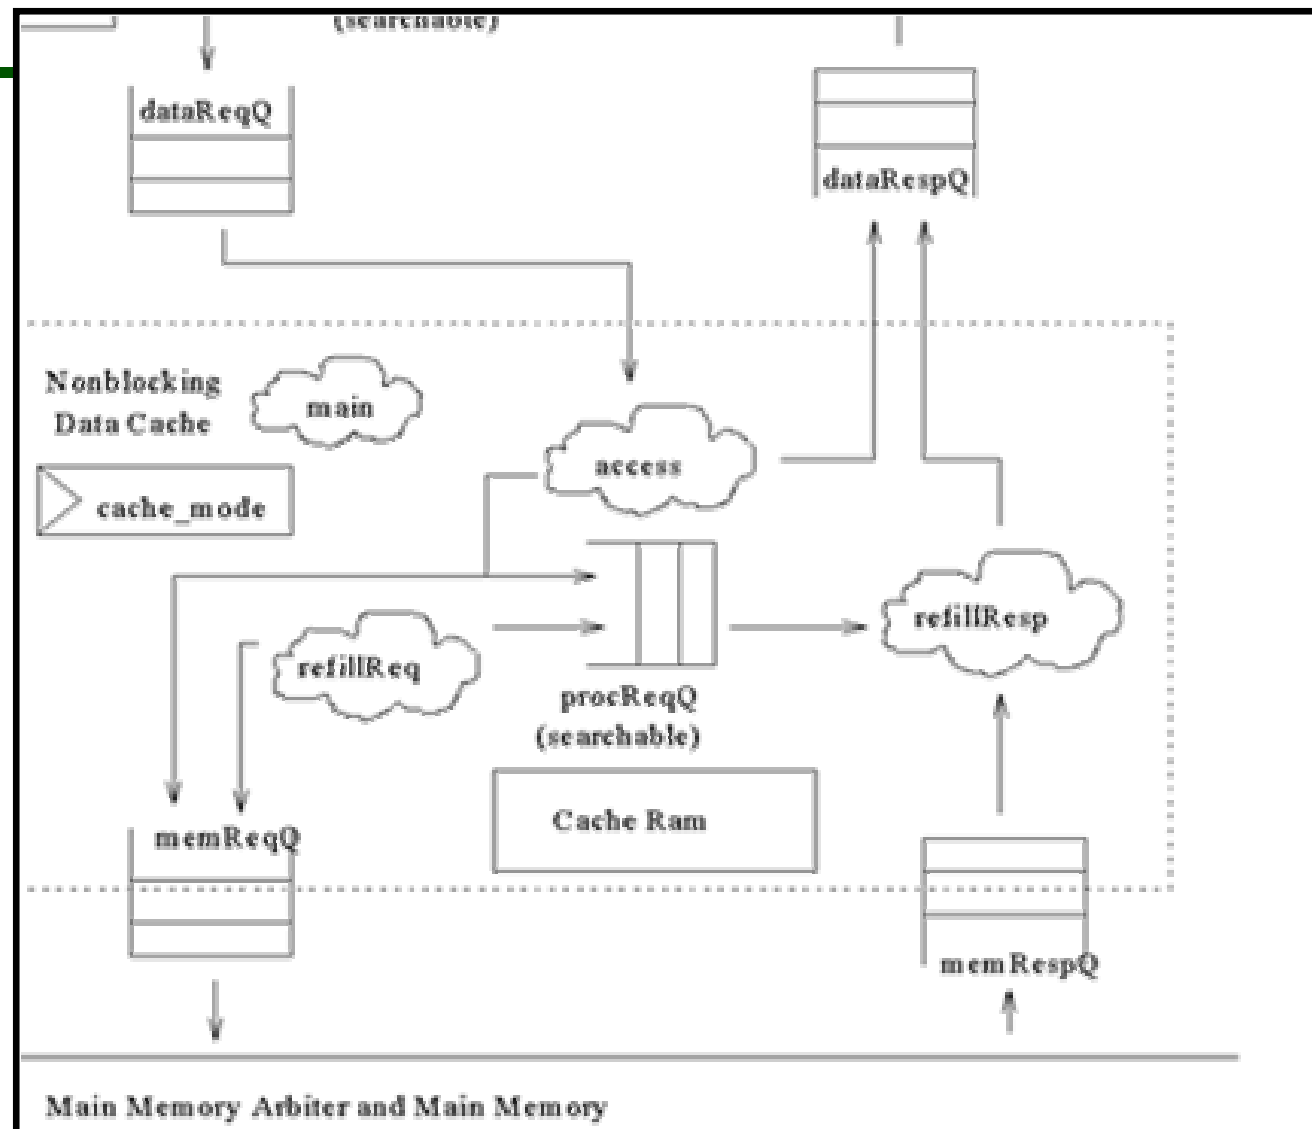 (searchable)
dataReqQ
dataRespQ
Nonblocking
Data Cache
main
access
cache_mode
refillResp
refillReq
procReqQ
(searchable)
Cache Ram
memReqQ
memRespQ
Main Memory Arbiter and Main Memory